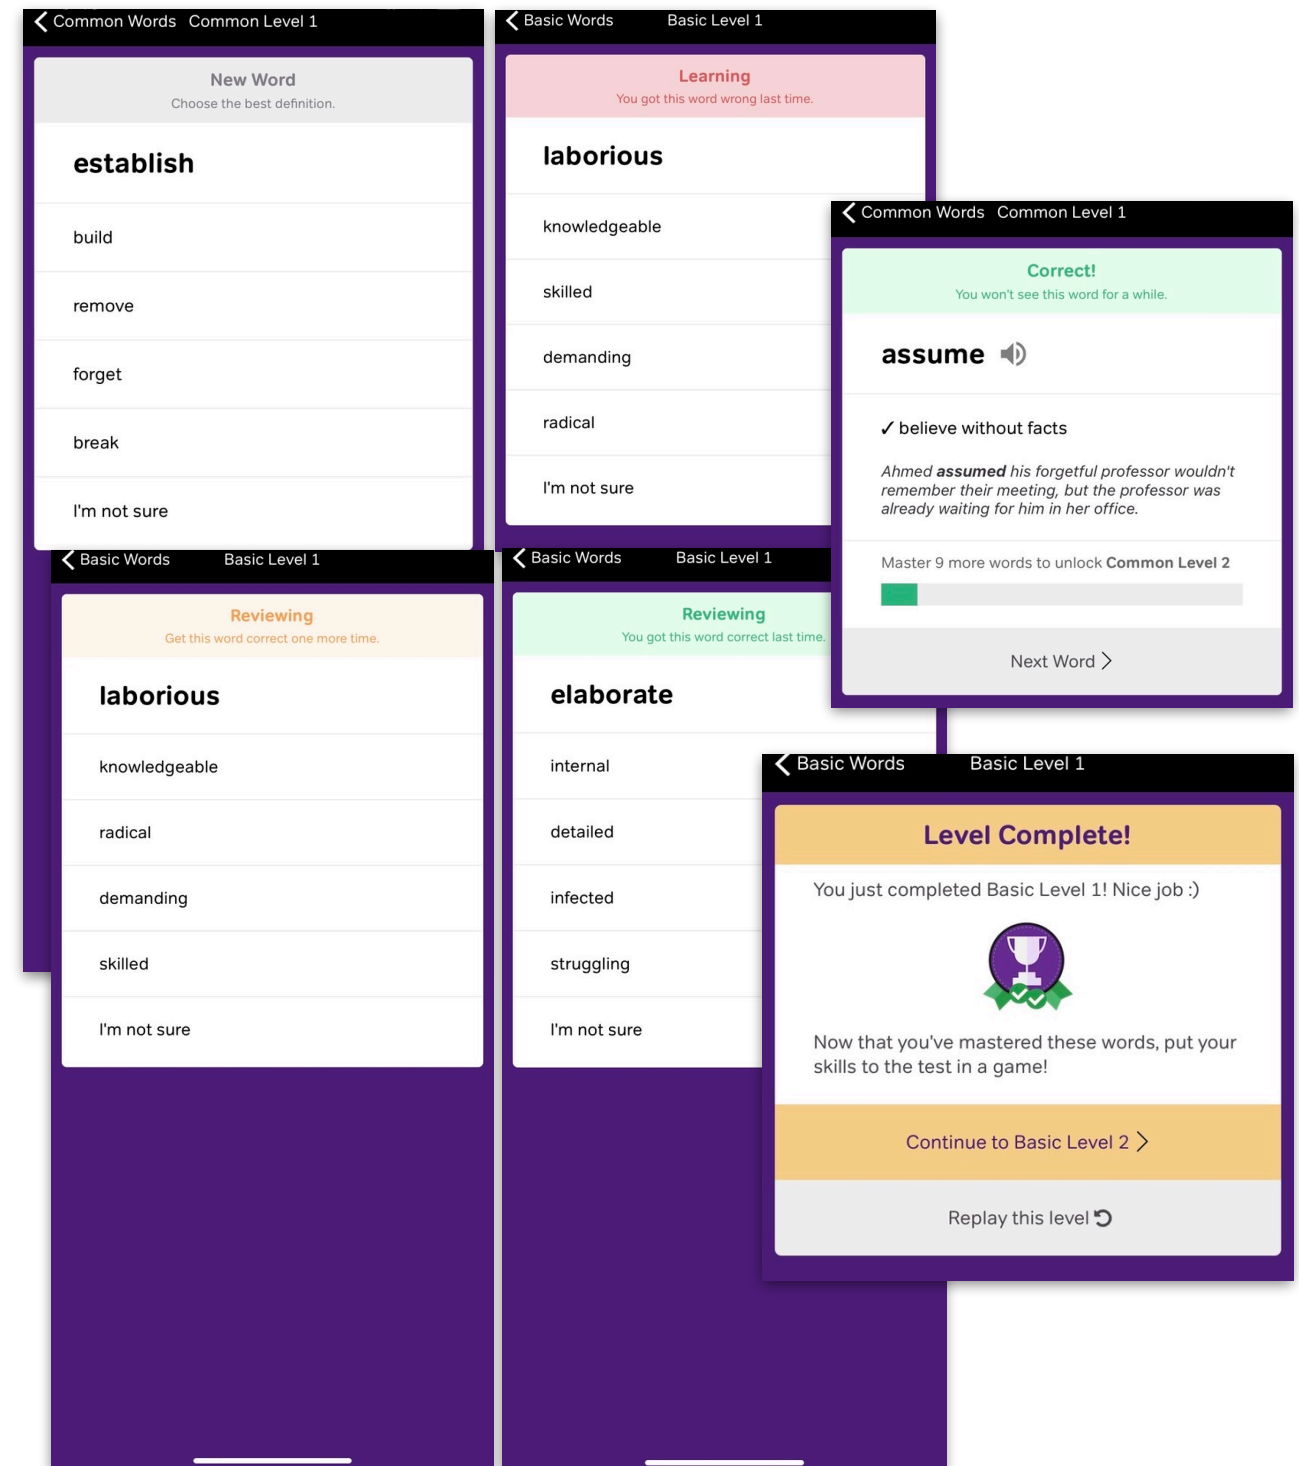 Common Words Common Level 1
New Word
Choose the best definition.
establish
build
remove
forget
break
I'm not sure
Basic Words Basic Level 1
Learning
You got this word wrong last time.
laborious
knowledgeable
skilled
demanding
radical
I'm not sure
Common Words Common Level 1
Correct!
You won't see this word for a while.
assume
✓ believe without facts
Ahmed assumed his forgetful professor wouldn't
remember their meeting, but the professor was
already waiting for him in her office.
Master 9 more words to unlock Common Level 2
Next Word
Basic Words Basic Level 1
Reviewing
Get this word correct one more time.
laborious
knowledgeable
radical
demanding
skilled
I'm not sure
Basic Words Basic Level 1
Reviewing
You got this word correct last time.
elaborate
internal
detailed
infected
struggling
I'm not sure
Basic Words Basic Level 1
Level Complete!
You just completed Basic Level 1! Nice job :)
Now that you've mastered these words, put your
skills to the test in a game!
Continue to Basic Level 2
Replay this level